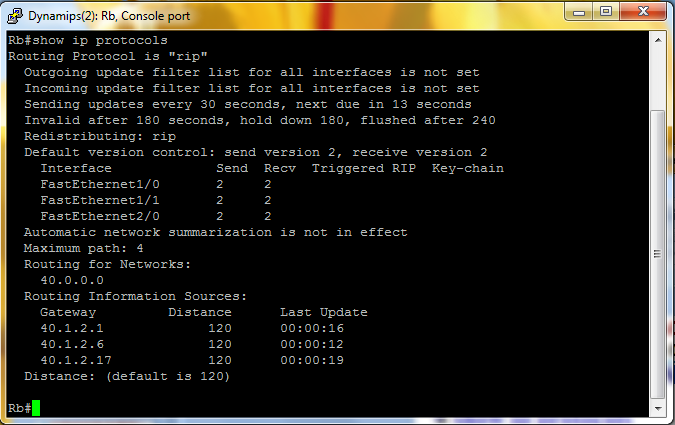 Dynamips(2): Rb, Console port
Rb#show ip protocols
Routing Protocol is "rip"
  Outgoing update filter list for all interfaces is not set
  Incoming update filter list for all interfaces is not set
  Sending updates every 30 seconds, next due in 13 seconds
  Invalid after 180 seconds, hold down 180, flushed after 240
  Redistributing: rip
  Default version control: send version 2, receive version 2
    Interface             Send  Recv  Triggered RIP  Key-chain
    FastEthernet1/0       2     2
    FastEthernet1/1       2     2
    FastEthernet2/0       2     2
  Automatic network summarization is not in effect
  Maximum path: 4
  Routing for Networks:
    40.0.0.0
  Routing Information Sources:
    Gateway         Distance      Last Update
    40.1.2.1             120      00:00:16
    40.1.2.6             120      00:00:12
    40.1.2.17            120      00:00:19
  Distance: (default is 120)
Rb#